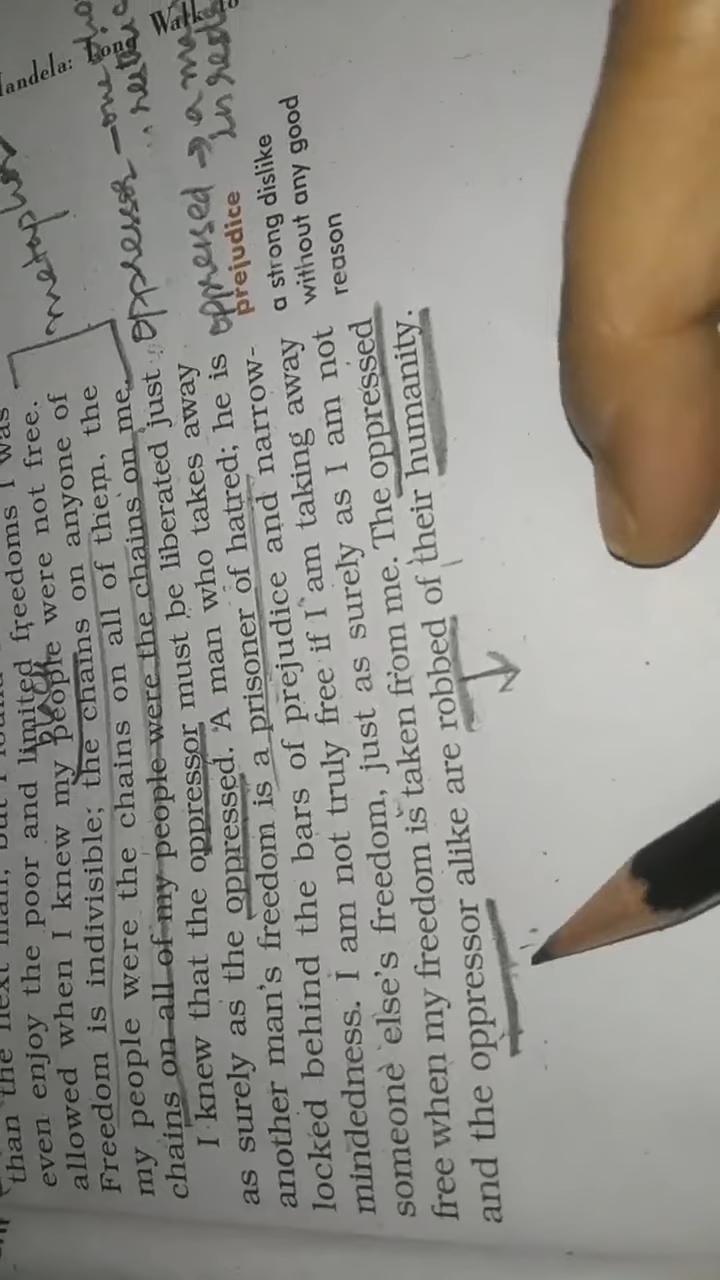 Mandela: Long Walk to
than the next man, but I found
even enjoy the poor and limited freedoms I was
allowed when I knew my people were not free.
black
Freedom is indivisible; the chains on anyone of
my people were the chains on all of them, the
chains on all of my people were the chains on me.
I knew that the oppressor must be liberated just
as surely as the oppressed. A man who takes away
another man's freedom is a prisoner of hatred; he is
locked behind the bars of prejudice and narrow-
mindedness. I am not truly free if I am taking away
someone else's freedom, just as surely as I am not
free when my freedom is taken from me. The oppressed
and the oppressor alike are robbed of their humanity.
metaphor
oppressor - one
oppressed → a
prejudice
a strong dislike
without any good
reason